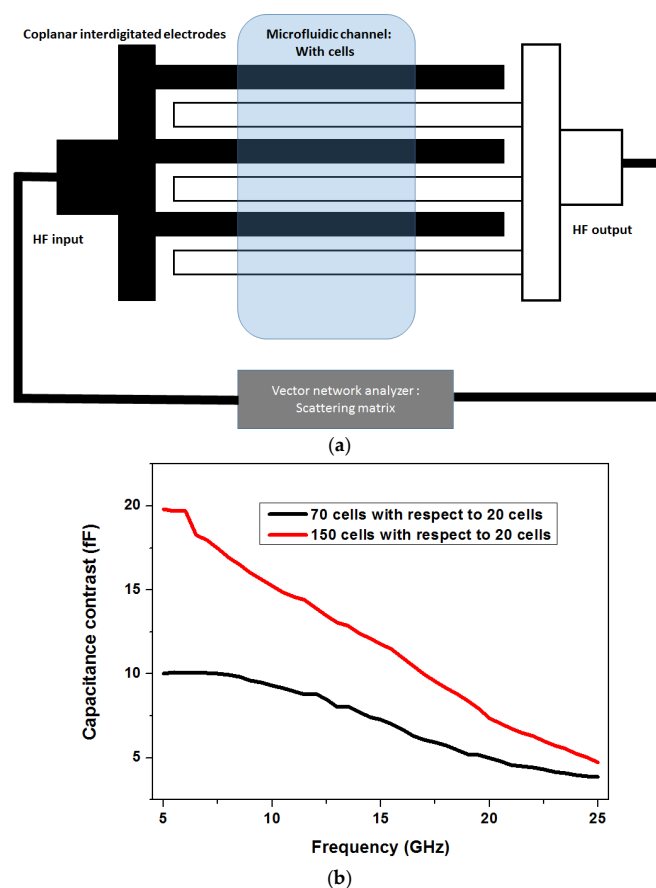 Coplanar interdigitated electrodes
Microfluidic channel:
With cells
HF input
HF output
Vector network analyzer :
Scattering matrix
(a)
70 cells with respect to 20 cells
150 cells with respect to 20 cells
Capacitance contrast (fF)
20
15
10
5
5
10
15
20
25
Frequency (GHz)
(b)